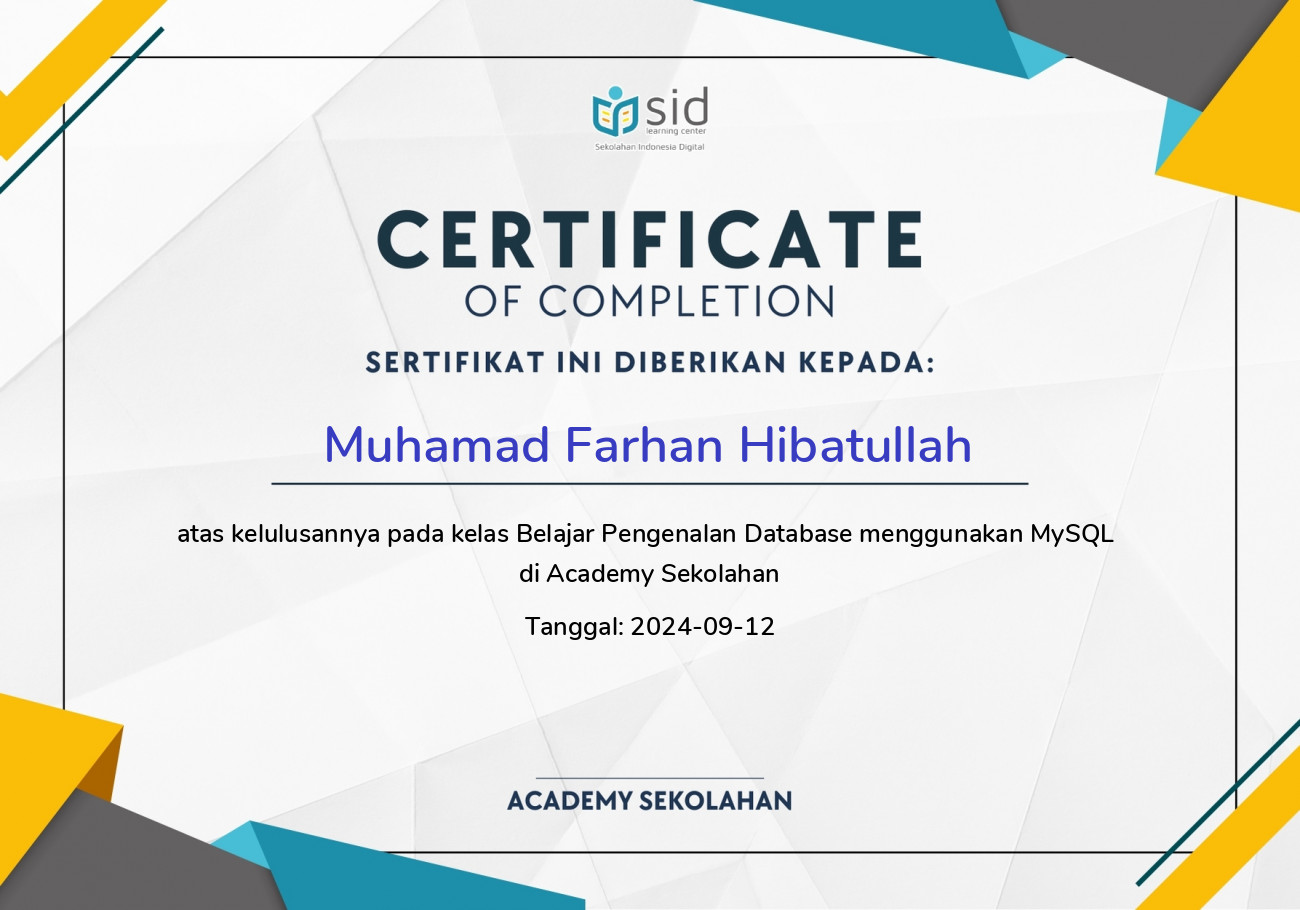 sid
learning center
Sekolahan Indonesia Digital
CERTIFICATE
OF COMPLETION
SERTIFIKAT INI DIBERIKAN KEPADA:
Muhamad Farhan Hibatullah
atas kelulusannya pada kelas Belajar Pengenalan Database menggunakan MySQL
di Academy Sekolahan
Tanggal: 2024-09-12
ACADEMY SEKOLAHAN